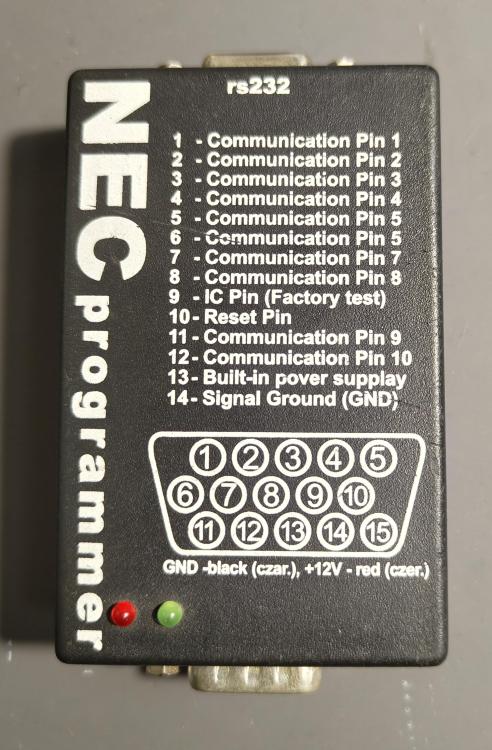 rs232
NEC programmer
1 - Communication Pin 1
2 - Communication Pin 2
3 - Communication Pin 3
4 - Communication Pin 4
5 - Communication Pin 5
6 - Communication Pin 5
7 - Communication Pin 7
8 - Communication Pin 8
9 - IC Pin (Factory test)
10- Reset Pin
11- Communication Pin 9
12- Communication Pin 10
13- Built-in pover supplay
14- Signal Ground (GND)
1 2 3 4 5
6 7 8 9 10
11 12 13 14 15
GND -black (czar.), +12V - red (czer.)